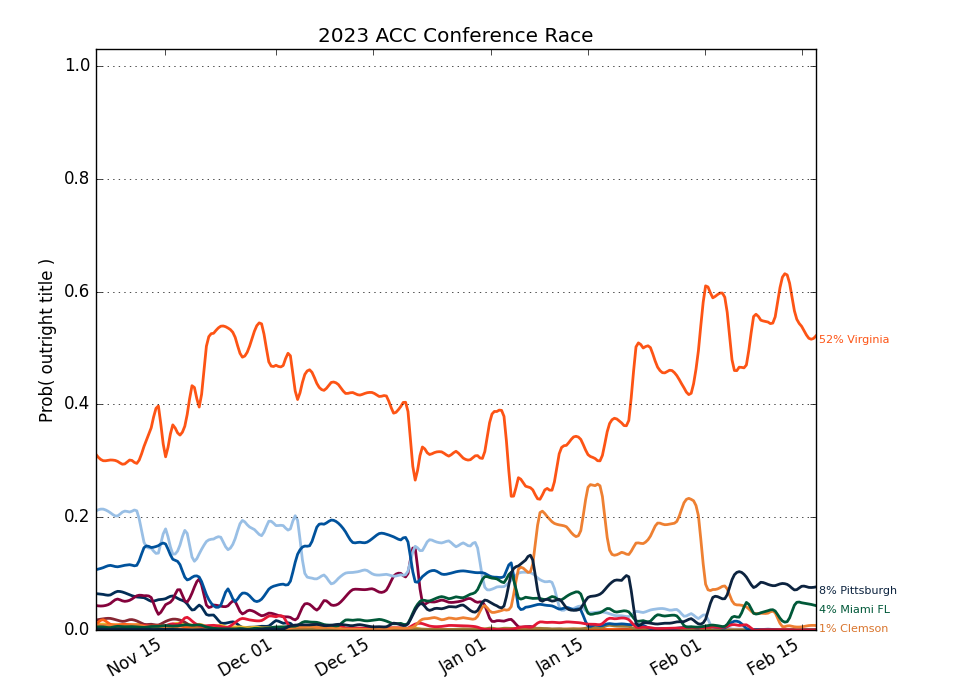 2023 ACC Conference Race
Prob( outright title )
1.0
0.8
0.6
0.4
0.2
0.0
52% Virginia
8% Pittsburgh
4% Miami FL
1% Clemson
Nov 15
Dec 01
Dec 15
Jan 01
Jan 15
Feb 01
Feb 15